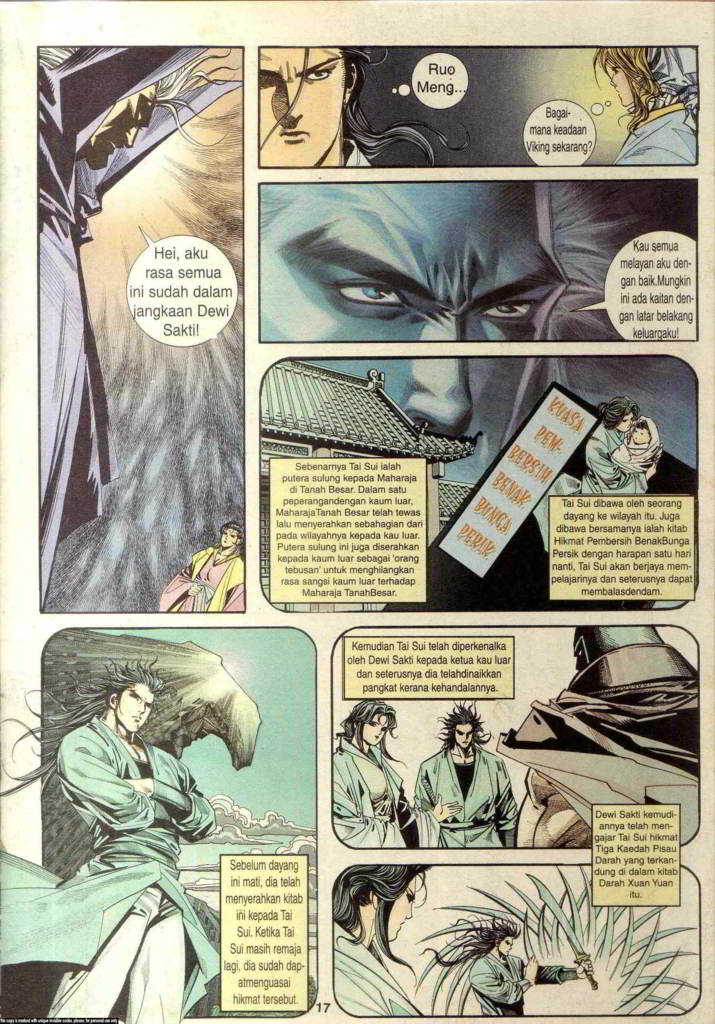 Hei, aku
rasa semua
ini sudah dalam
jangkaan Dewi
Sakti!
Ruo
Meng...
Bagai-
mana keadaan
Viking sekarang?
Kau semua
melayan aku de-
ngan baik.Mungkin
ini ada kaitan den-
gan latar belakang
keluargaku!
Sebenarnya Tai Sui ialah
putera sulung kepada Maharaja
di Tanah Besar. Dalam satu
peperangandengan kaum luar,
MaharajaTanah Besar telah tewas
lalu menyerahkan sebahagian dari
pada wilayahnya kepada kau luar.
Putera sulung ini juga diserahkan
kepada kaum luar sebagai 'orang
tebusan' untuk menghilangkan
rasa sangsi kaum luar terhadap
Maharaja TanahBesar.
KUASA
PEM-
BERSIH
BENAK
BUNGA
PERSIK
Tai Sui dibawa oleh seorang
dayang ke wilayah itu. Juga
dibawa bersamanya ialah kitab
Hikmat Pembersih BenakBunga
Persik dengan harapan satu hari
nanti, Tai Sui akan berjaya mem-
pelajarinya dan seterusnya dapat
membalasdendam.
Sebelum dayang
ini mati, dia telah
menyerahkan kitab
ini kepada Tai
Sui. Ketika Tai
Sui masih remaja
lagi, dia sudah dap-
atmenguasai
hikmat tersebut.
Kemudian Tai Sui telah diperkenalka
oleh Dewi Sakti kepada ketua kau luar
dan seterusnya dia telahdinaikkan
pangkat kerana kehandalannya.
Dewi Sakti kemudi-
annya telah men-
gajar Tai Sui hikmat
Tiga Kaedah Pisau
Darah yang terkan-
dung di dalam kitab
Darah Xuan Yuan
itu.
17